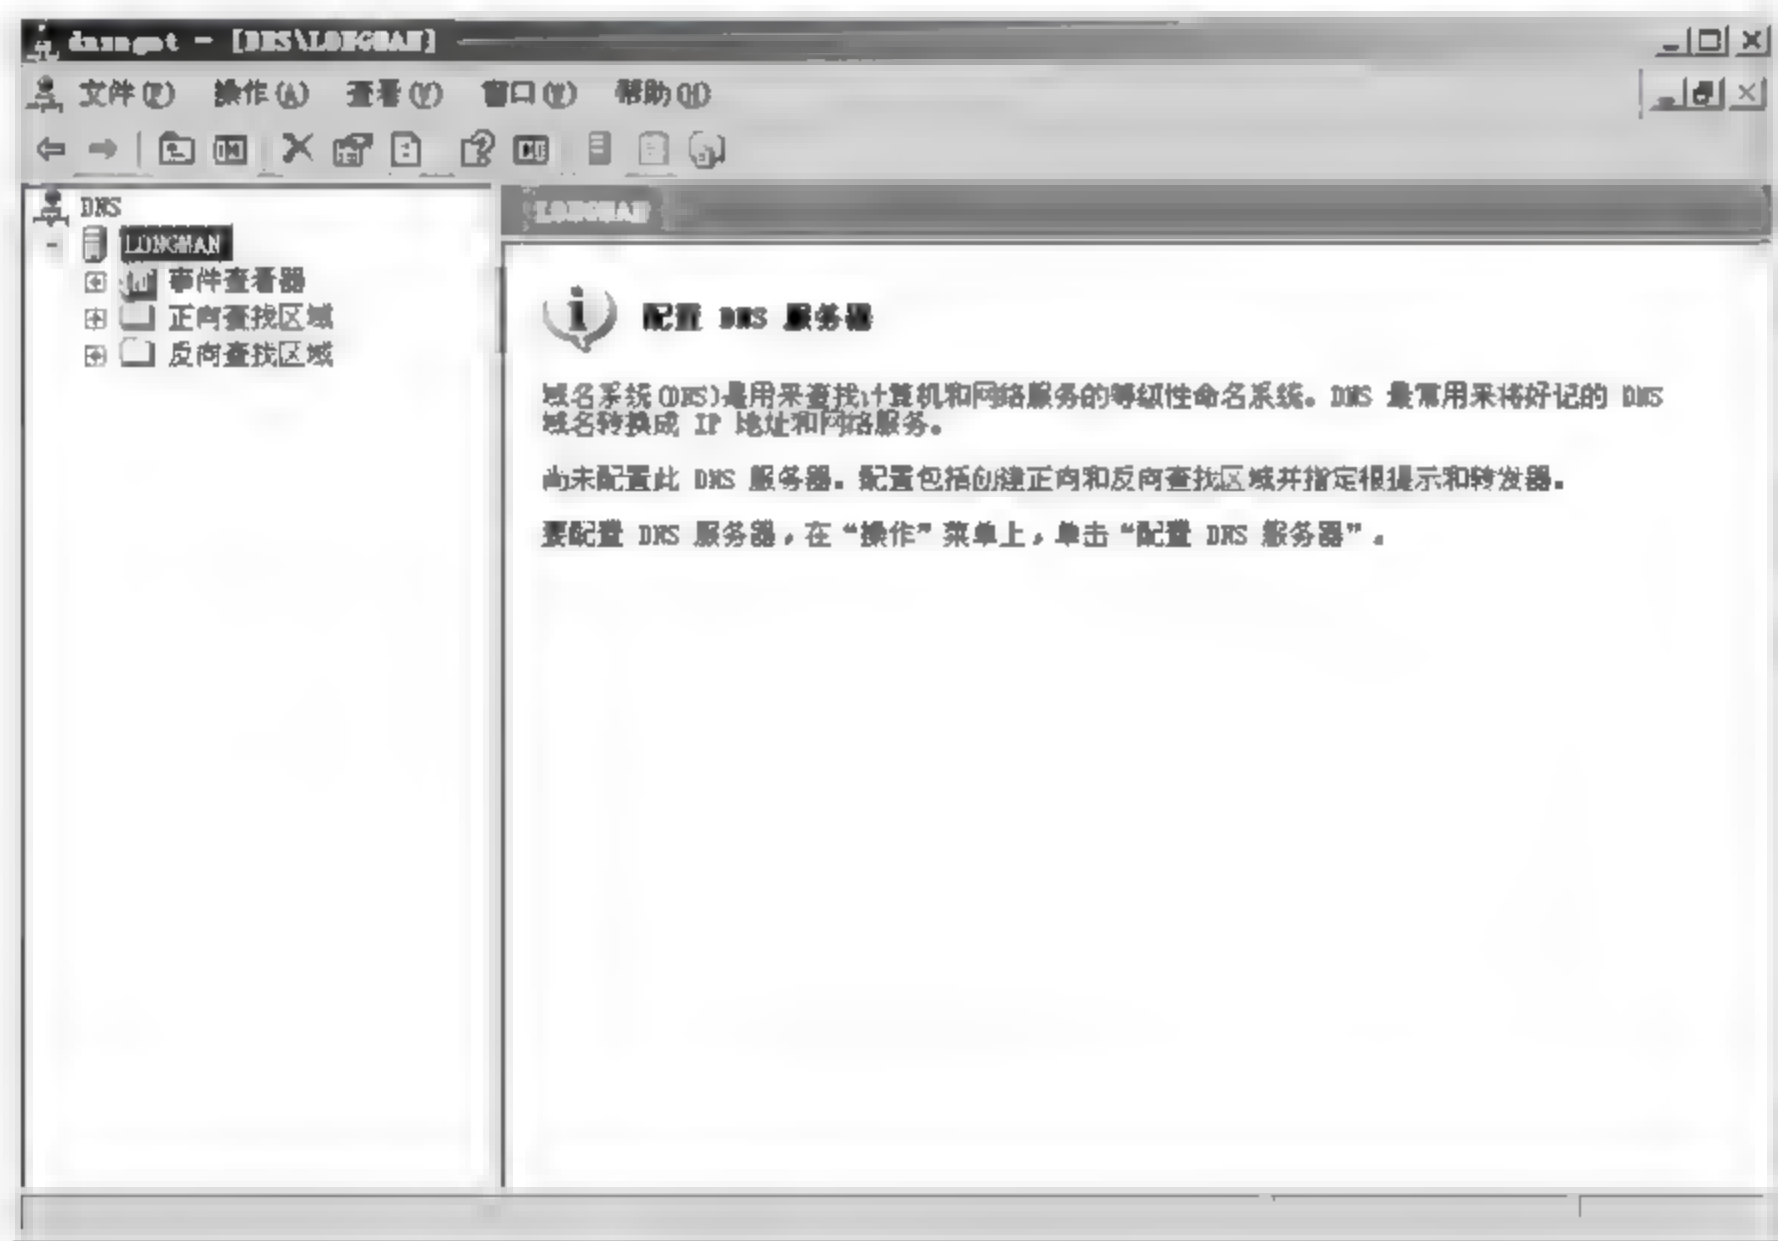 dnsmgmt - [DNS\LONGMAN]
文件(F) 操作(A) 查看(V) 窗口(W) 帮助(H)
DNS
LONGMAN
事件查看器
正向查找区域
反向查找区域
LONGMAN
配置 DNS 服务器
域名系统(DNS)是用来查找计算机和网络服务的等级性命名系统。DNS 最常用来将好记的 DNS
域名转换成 IP 地址和网络服务。
尚未配置此 DNS 服务器。配置包括创建正向和反向查找区域并指定根提示和转发器。
要配置 DNS 服务器，在“操作”菜单上，单击“配置 DNS 服务器”。